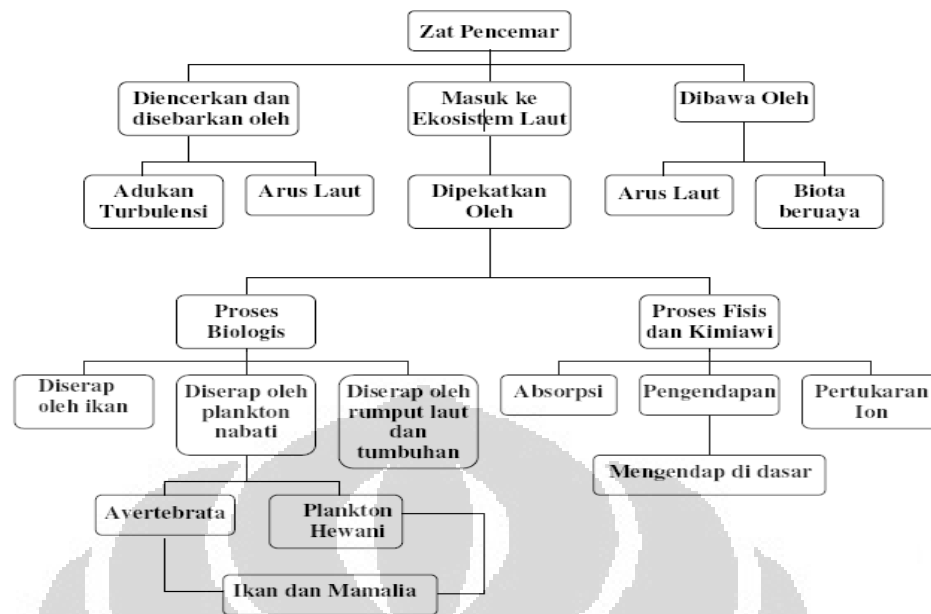 Zat Pencemar
Diencerkan dan
disebarkan oleh
Masuk ke
Ekosistem Laut
Dibawa Oleh
Adukan
Turbulensi
Arus Laut
Dipekatkan
Oleh
Arus Laut
Biota
beruaya
Proses
Biologis
Proses Fisis
dan Kimiawi
Diserap
oleh ikan
Diserap oleh
plankton
nabati
Diserap oleh
rumput laut
dan
tumbuhan
Absorpsi
Pengendapan
Pertukaran
Ion
Mengendap di dasar
Avertebrata
Plankton
Hewani
Ikan dan Mamalia